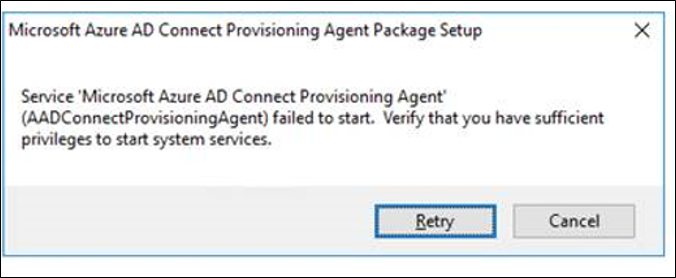 Microsoft Azure AD Connect Provisioning Agent Package Setup
Service 'Microsoft Azure AD Connect Provisioning Agent'
(AADConnectProvisioningAgent) failed to start.  Verify that you have sufficient
privileges to start system services.
Retry
Cancel